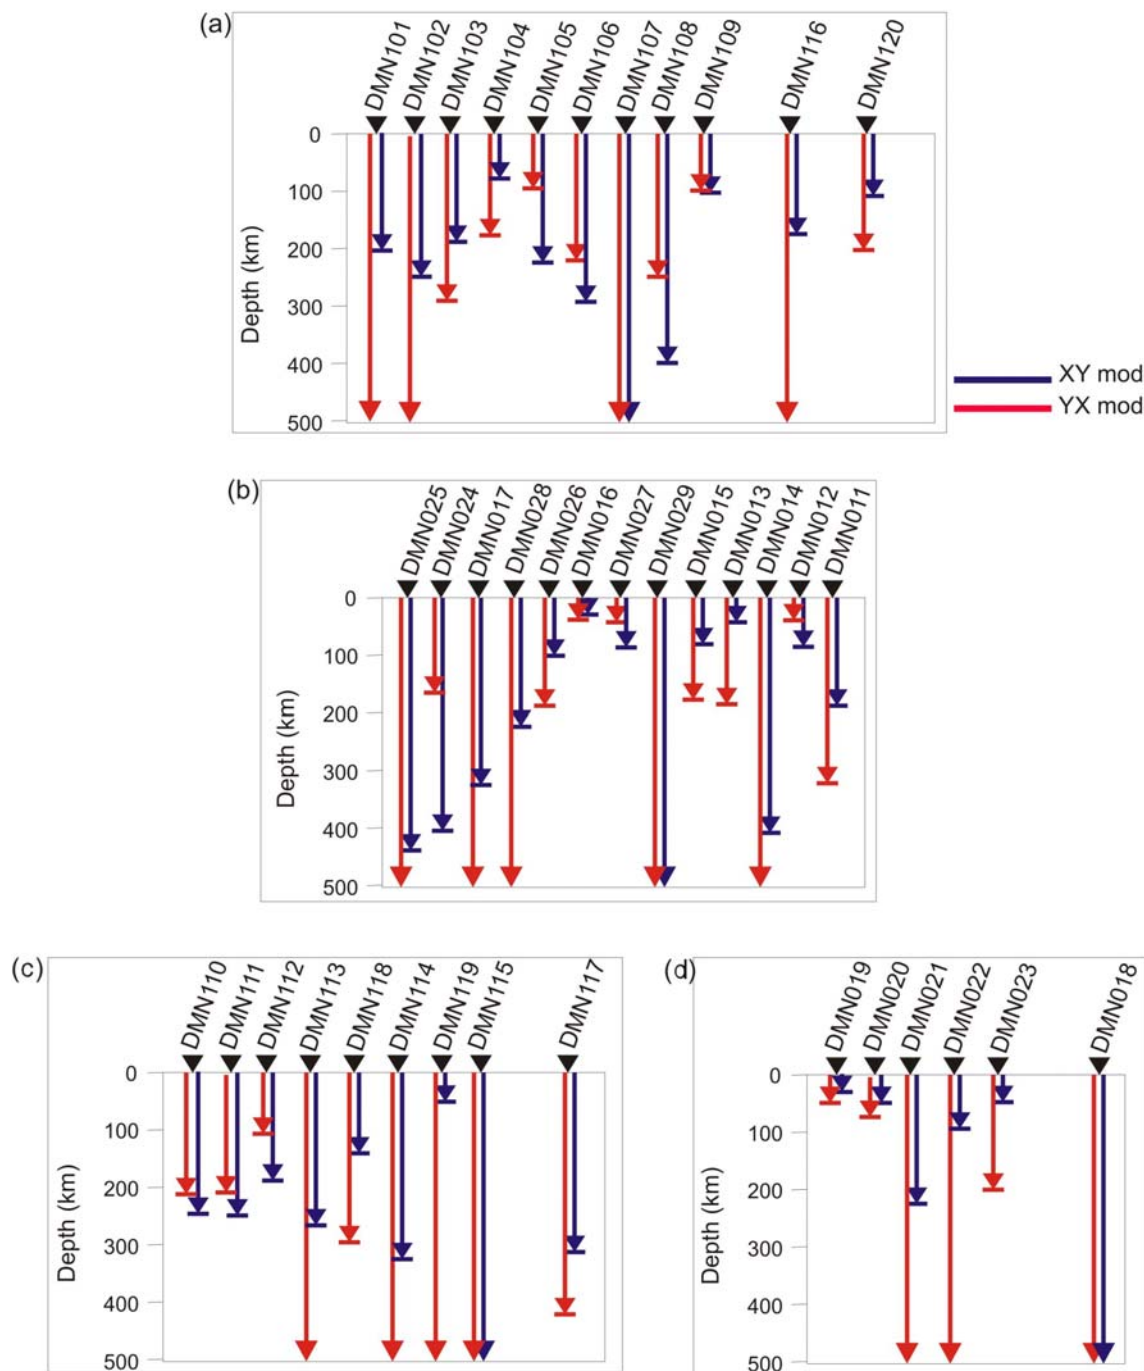 (a)
DMN101
DMN102
DMN103
DMN104
DMN105
DMN106
DMN107
DMN108
DMN109
DMN116
DMN120
0
100
200
300
400
500
Depth (km)
XY mod
YX mod
(b)
DMN025
DMN024
DMN017
DMN028
DMN026
DMN016
DMN027
DMN029
DMN015
DMN013
DMN014
DMN012
DMN011
0
100
200
300
400
500
Depth (km)
(c)
DMN110
DMN111
DMN112
DMN113
DMN118
DMN114
DMN119
DMN115
DMN117
0
100
200
300
400
500
Depth (km)
(d)
DMN019
DMN020
DMN021
DMN022
DMN023
DMN018
0
100
200
300
400
500
Depth (km)